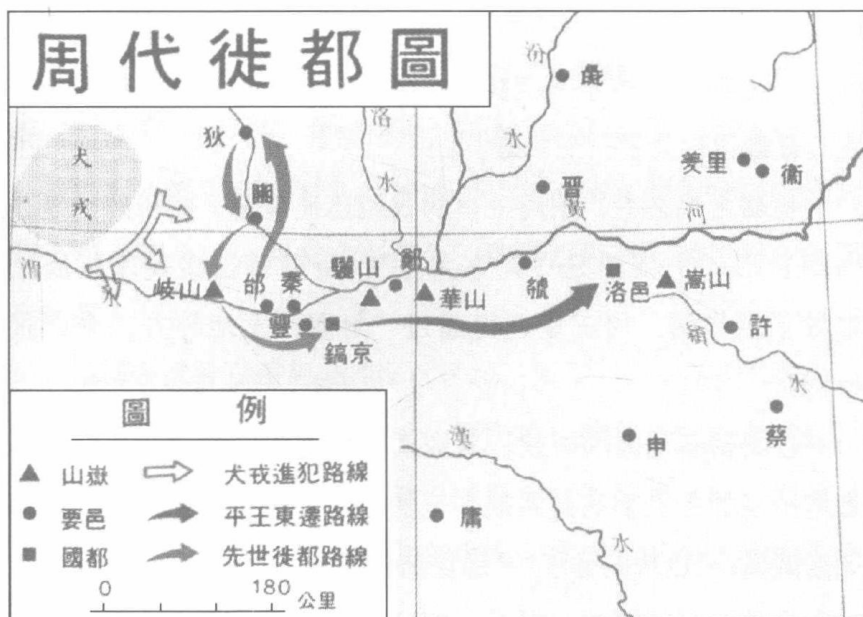 周代徙都圖
汾
水
彘
洛
水
狄
豳
犬
戎
晉
羑里
衞
黃
河
渭
水
岐山
邰
秦
驪山
鄭
華山
虢
洛邑
嵩山
豐
鎬京
許
潁
水
蔡
申
漢
水
庸
圖例
山嶽
犬戎進犯路線
要邑
平王東遷路線
國都
先世徙都路線
0
180
公里